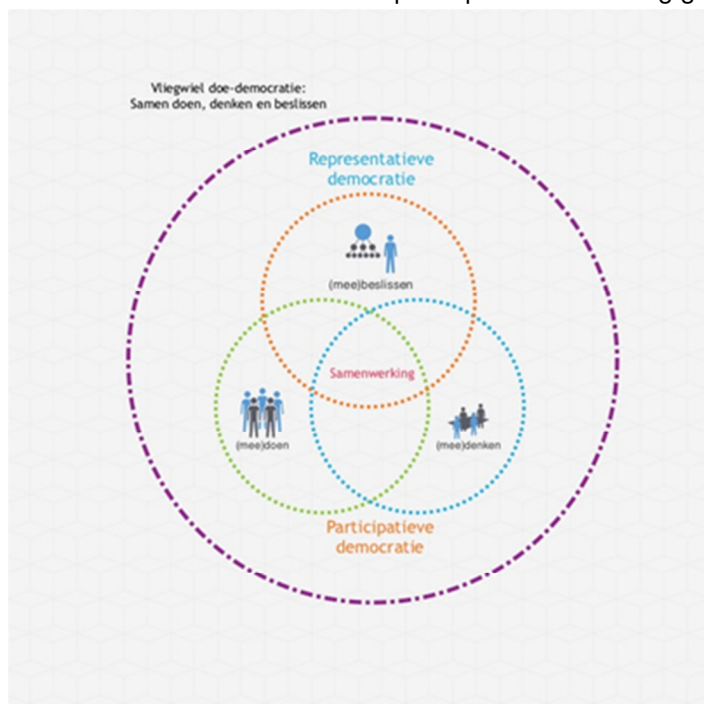 Vliegwiel doe-democratie:
Samen doen, denken en beslissen
Representatieve
democratie
(mee)beslissen
Samenwerking
(mee)doen
(mee)denken
Participatieve
democratie